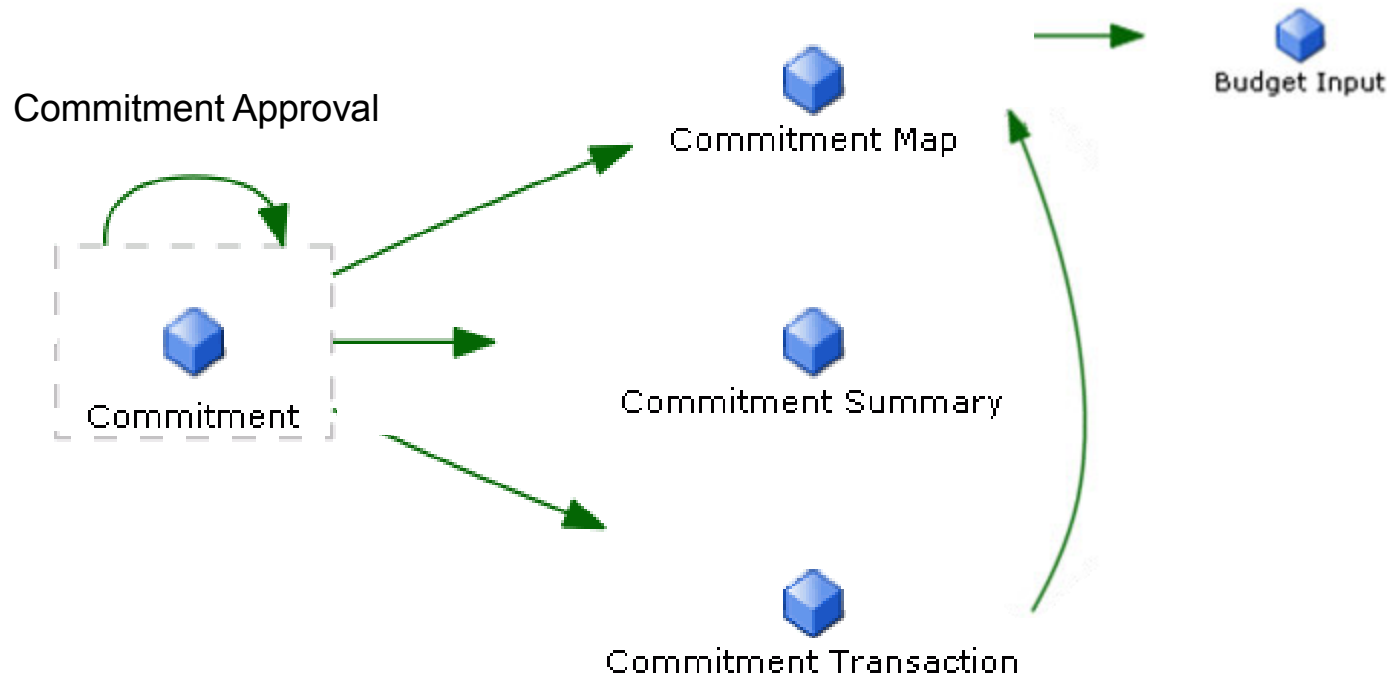 Budget Input
Commitment Approval
Commitment Map
Commitment
Commitment Summary
Commitment Transaction